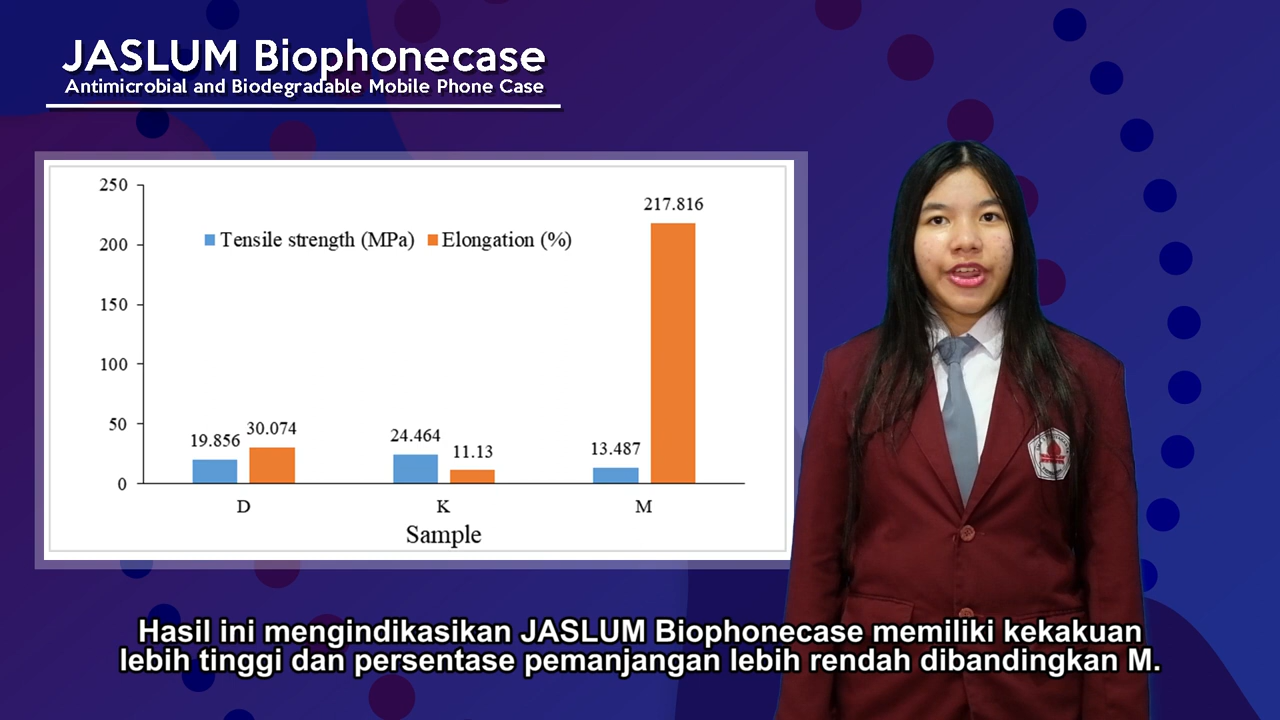 JASLUM Biophonecase
Antimicrobial and Biodegradable Mobile Phone Case
250
200
150
100
50
0
Tensile strength (MPa) Elongation (%)
19.856 30.074
24.464 11.13
13.487 217.816
D K M
Sample
Hasil ini mengindikasikan JASLUM Biophonecase memiliki kekakuan
lebih tinggi dan persentase pemanjangan lebih rendah dibandingkan M.